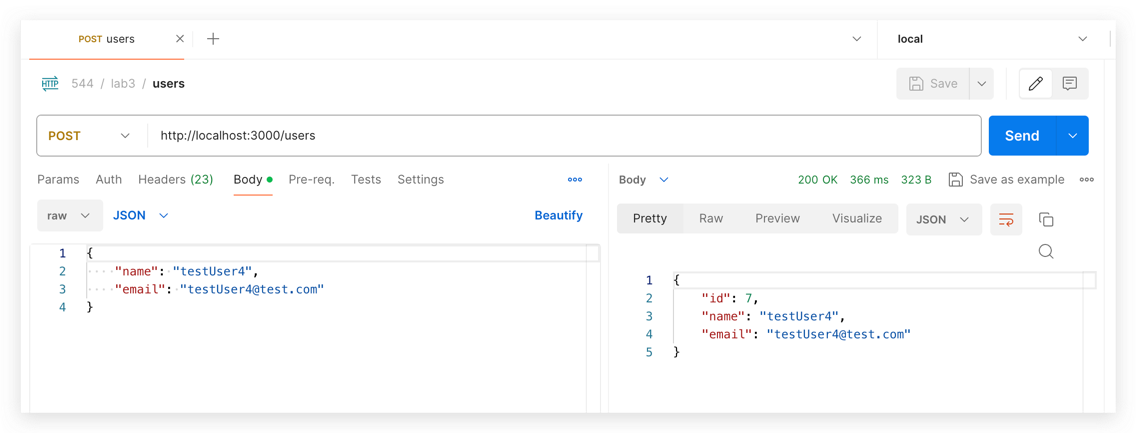 POST users
local
HTTP 544 / lab3 / users
Save
POST http://localhost:3000/users
Send
Params Auth Headers (23) Body Pre-req. Tests Settings
raw JSON Beautify
1 {
2 "name": "testUser4",
3 "email": "testUser4@test.com"
4 }
Body 200 OK 366 ms 323 B Save as example
Pretty Raw Preview Visualize JSON
1 {
2 "id": 7,
3 "name": "testUser4",
4 "email": "testUser4@test.com"
5 }